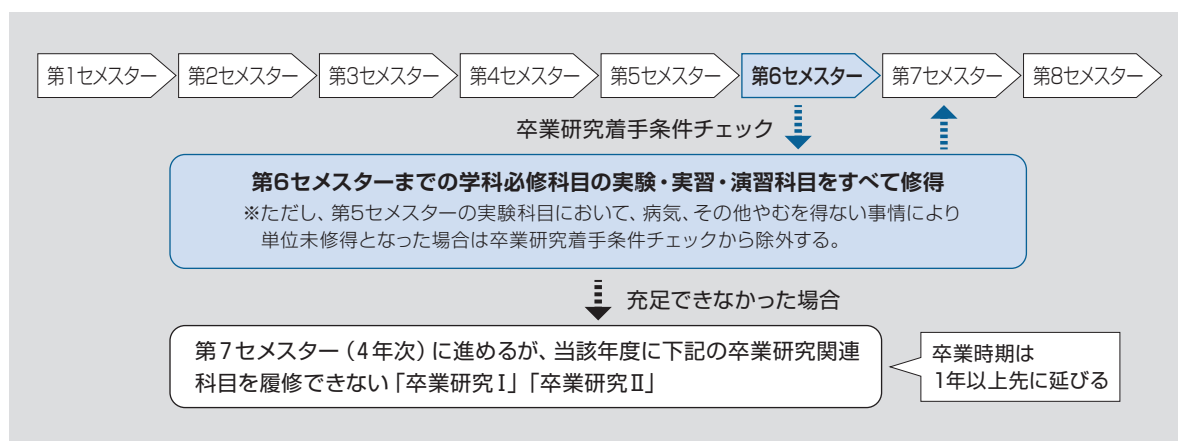 第1セメスター
第2セメスター
第3セメスター
第4セメスター
第5セメスター
第6セメスター
第7セメスター
第8セメスター
卒業研究着手条件チェック
第6セメスターまでの学科必修科目の実験・実習・演習科目をすべて修得
※ただし、第5セメスターの実験科目において、病気、その他やむを得ない事情により
単位未修得となった場合は卒業研究着手条件チェックから除外する。
充足できなかった場合
第7セメスター(4年次)に進めるが、当該年度に下記の卒業研究関連
科目を履修できない「卒業研究Ⅰ」「卒業研究Ⅱ」
卒業時期は
1年以上先に延びる